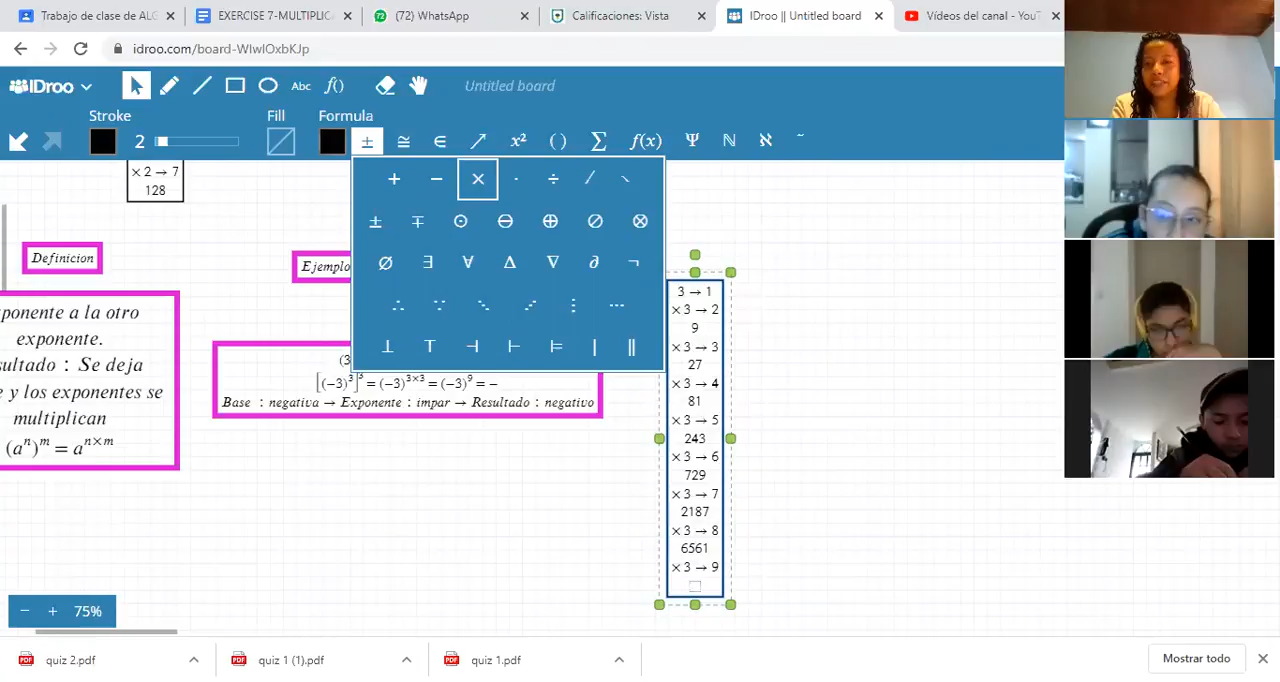 Trabajo de clase de ALG
EXERCISE 7-MULTIPLIC
(72) WhatsApp
Calificaciones: Vista
IDroo || Untitled board
Vídeos del canal - YouT
idroo.com/board-WIwlOxbKJp
IDroo
Abc
f()
Untitled board
Stroke
Fill
Formula
2
± ≅ ∈ x² ( ) ∑ f(x) Ψ ℕ ℵ ~
+ − × · ÷ ∕ ∖
± ∓ ⊙ ⊖ ⊕ ⊘ ⊗
∅ ∃ ∀ Δ ∇ ∂ ¬
∴ ∵ ⋱ ⋰ ⋮ ⋯
⊥ ⊤ ⊣ ⊢ ⊨ | ‖
× 2 → 7
128
Definicion
ponente a la otro
exponente.
sultado : Se deja
e y los exponentes se
multiplican
(aⁿ)ᵐ = aⁿ˟ᵐ
Ejemplo
(3
[(−3)³]³ = (−3)³˟³ = (−3)⁹ = −
Base : negativa → Exponente : impar → Resultado : negativo
3 → 1
× 3 → 2
9
× 3 → 3
27
× 3 → 4
81
× 3 → 5
243
× 3 → 6
729
× 3 → 7
2187
× 3 → 8
6561
× 3 → 9
− + 75%
quiz 2.pdf
quiz 1 (1).pdf
quiz 1.pdf
Mostrar todo